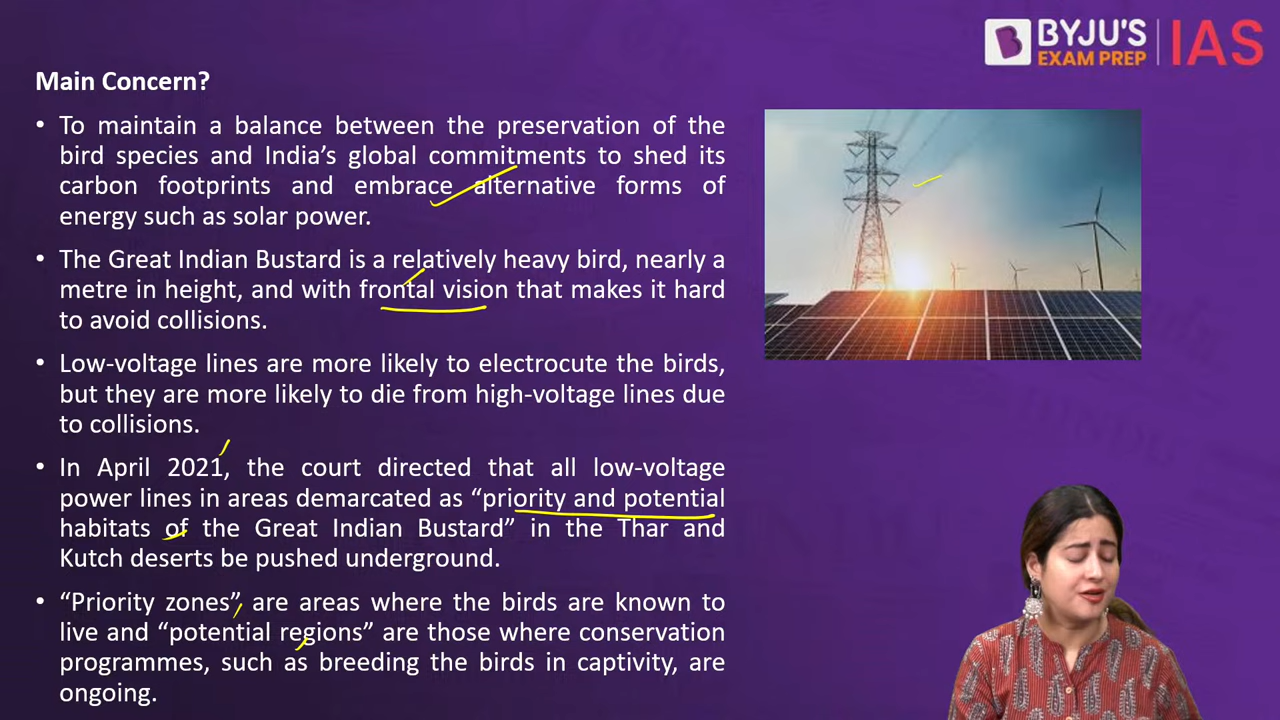 BYJU'S
EXAM PREP
IAS
Main Concern?
• To maintain a balance between the preservation of the
bird species and India's global commitments to shed its
carbon footprints and embrace alternative forms of
energy such as solar power.
• The Great Indian Bustard is a relatively heavy bird, nearly a
metre in height, and with frontal vision that makes it hard
to avoid collisions.
• Low-voltage lines are more likely to electrocute the birds,
but they are more likely to die from high-voltage lines due
to collisions.
• In April 2021, the court directed that all low-voltage
power lines in areas demarcated as “priority and potential
habitats of the Great Indian Bustard” in the Thar and
Kutch deserts be pushed underground.
• “Priority zones” are areas where the birds are known to
live and “potential regions” are those where conservation
programmes, such as breeding the birds in captivity, are
ongoing.